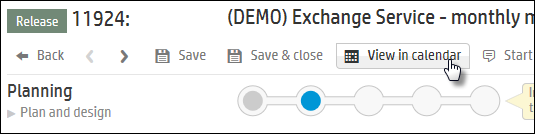 Release 11924: (DEMO) Exchange Service - monthly
Back Save Save & close View in calendar Start
Planning
Plan and design